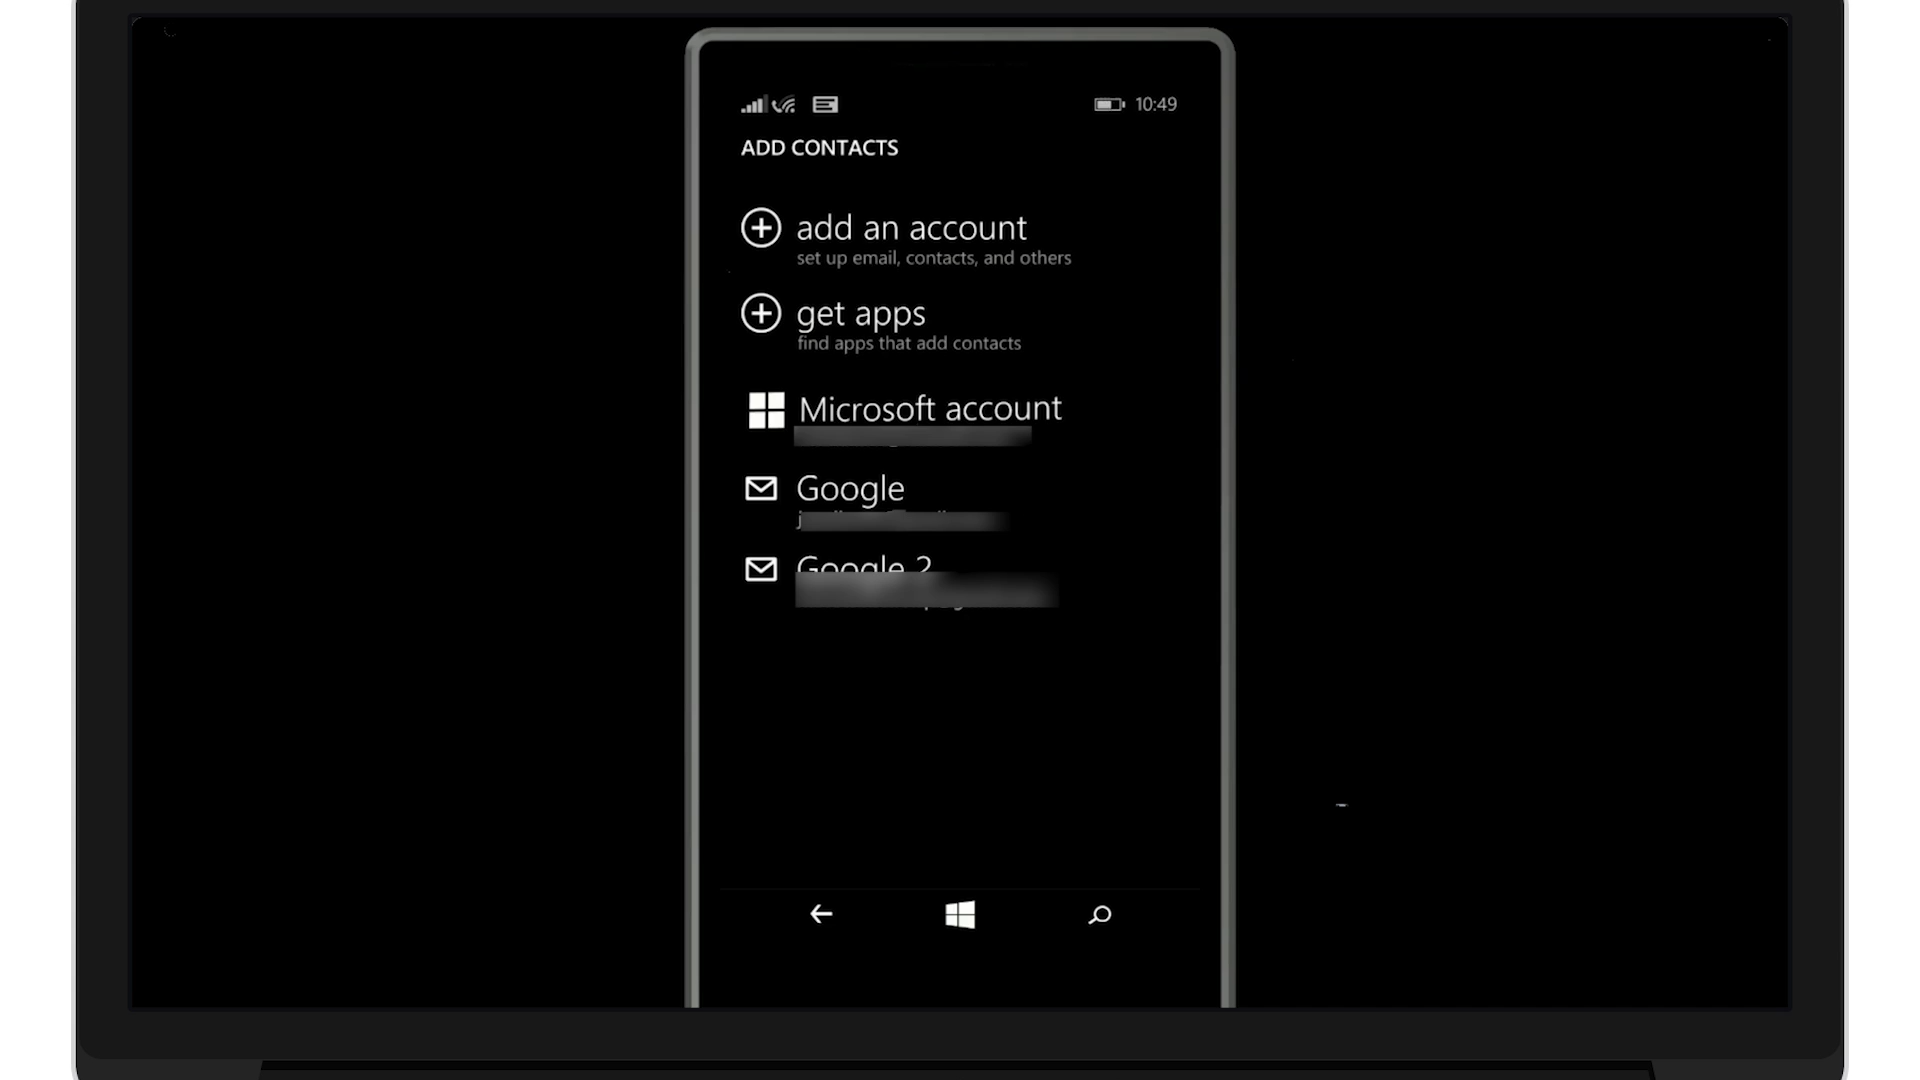 10:49
ADD CONTACTS
add an account
set up email, contacts, and others
get apps
find apps that add contacts
Microsoft account
Google
Google 2